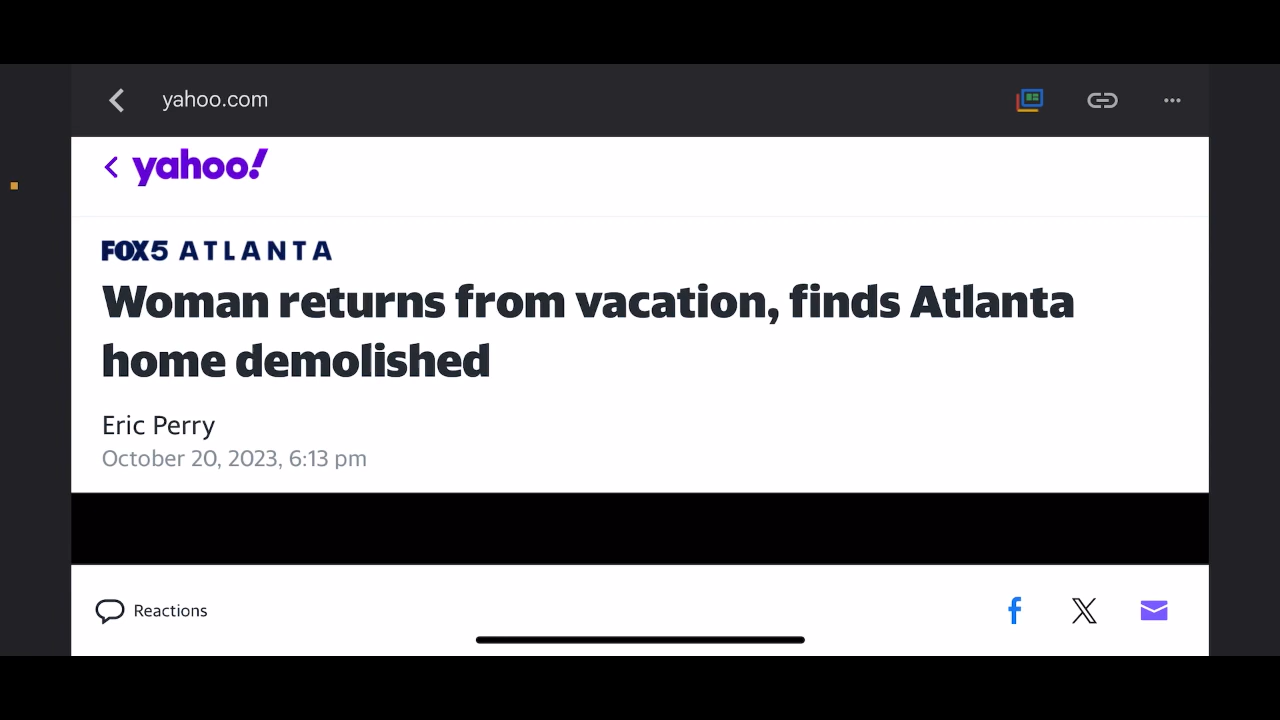 yahoo.com
yahoo!
FOX5 ATLANTA
Woman returns from vacation, finds Atlanta
home demolished
Eric Perry
October 20, 2023, 6:13 pm
Reactions